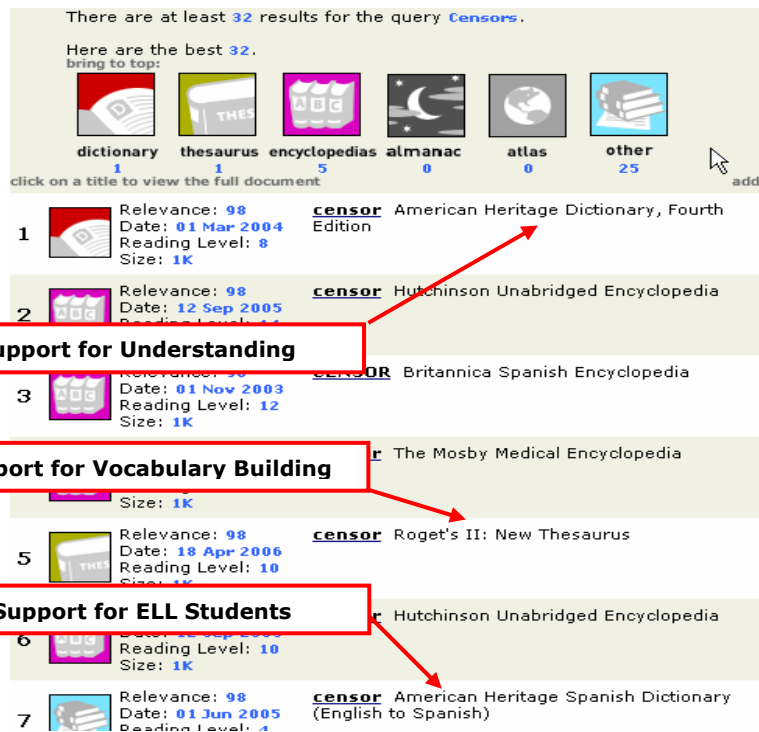 There are at least 32 results for the query Censors.
Here are the best 32.
bring to top:
dictionary thesaurus encyclopedias almanac atlas other
1 1 5 0 0 25
click on a title to view the full document add
1 Relevance: 98 censor American Heritage Dictionary, Fourth
Date: 01 Mar 2004 Edition
Reading Level: 8
Size: 1K
2 Relevance: 98 censor Hutchinson Unabridged Encyclopedia
Date: 12 Sep 2005
upport for Understanding
CENSOR Britannica Spanish Encyclopedia
3 Date: 01 Nov 2003
Reading Level: 12
Size: 1K
port for Vocabulary Building
r The Mosby Medical Encyclopedia
Size: 1K
5 Relevance: 98 censor Roget's II: New Thesaurus
Date: 18 Apr 2006
Reading Level: 10
Size: 1K
Support for ELL Students
r Hutchinson Unabridged Encyclopedia
6
Reading Level: 10
Size: 1K
7 Relevance: 98 censor American Heritage Spanish Dictionary
Date: 01 Jun 2005 (English to Spanish)
Reading Level: 4